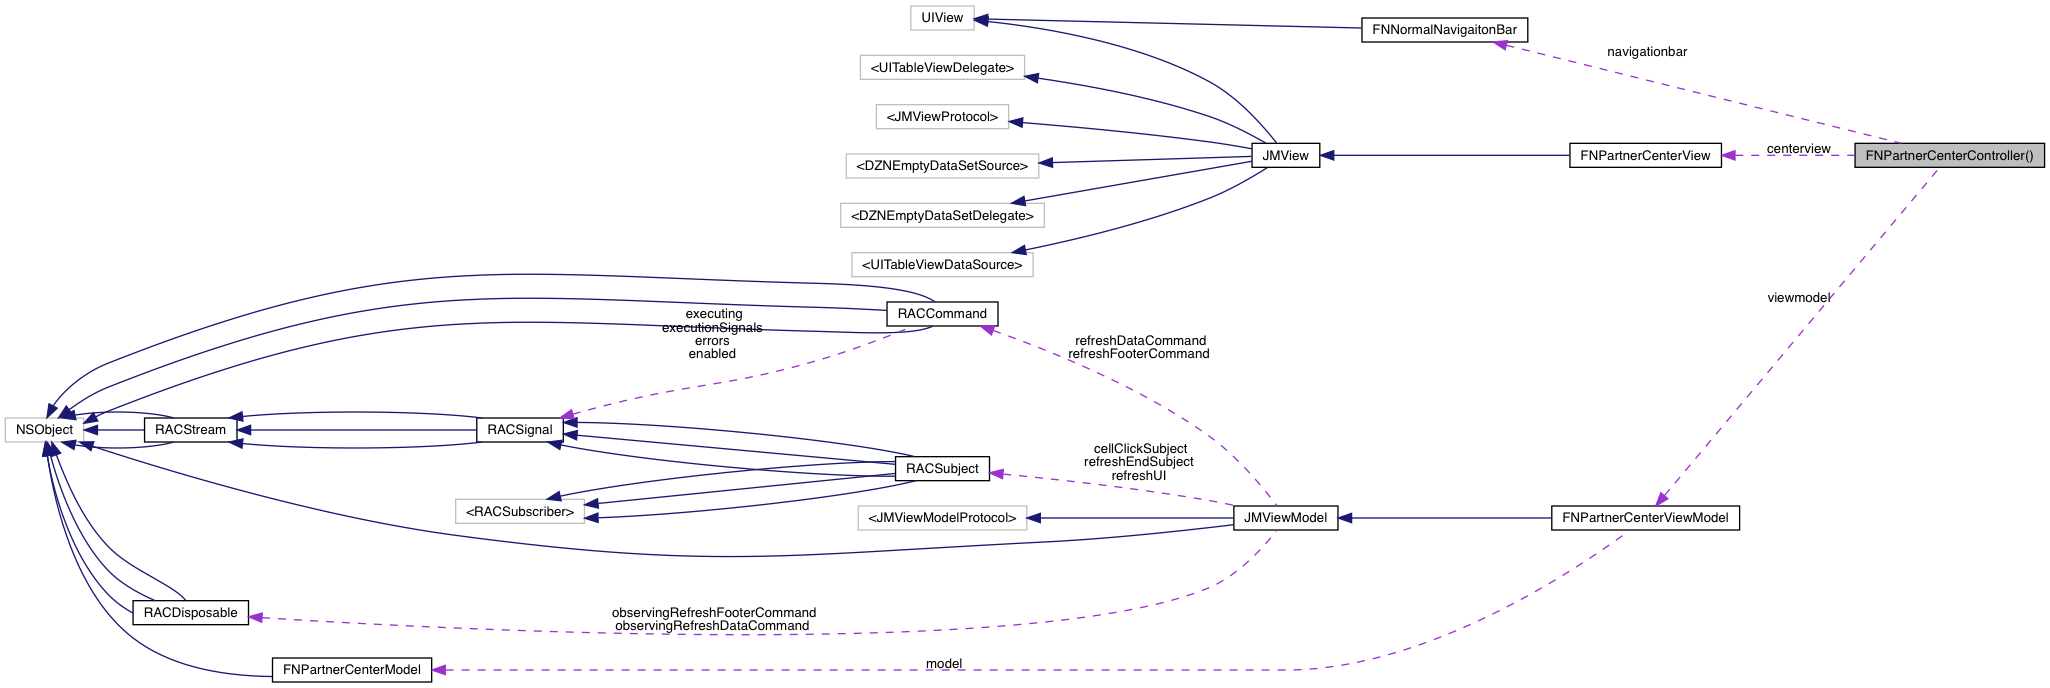 UIView
FNNormalNavigaitonBar
navigationbar
<UITableViewDelegate>
<JMViewProtocol>
<DZNEmptyDataSetSource>
JMView
FNPartnerCenterView
centerview
FNPartnerCenterController()
<DZNEmptyDataSetDelegate>
<UITableViewDataSource>
viewmodel
RACCommand
executing
executionSignals
errors
enabled
refreshDataCommand
refreshFooterCommand
NSObject
RACStream
RACSignal
cellClickSubject
refreshEndSubject
refreshUI
RACSubject
<RACSubscriber>
<JMViewModelProtocol>
JMViewModel
FNPartnerCenterViewModel
RACDisposable
observingRefreshFooterCommand
observingRefreshDataCommand
FNPartnerCenterModel
model